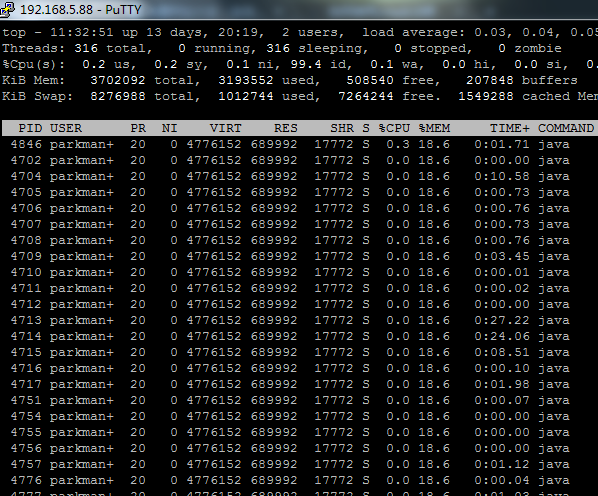 192.168.5.88 - PuTTY
top - 11:32:51 up 13 days, 20:19,  2 users,  load average: 0.03, 0.04, 0.05
Threads: 316 total,   0 running, 316 sleeping,   0 stopped,   0 zombie
%Cpu(s):  0.2 us,  0.2 sy,  0.1 ni, 99.4 id,  0.1 wa,  0.0 hi,  0.0 si,  0.
KiB Mem:   3702092 total,  3193552 used,   508540 free,   207848 buffers
KiB Swap:  8276988 total,  1012744 used,  7264244 free.  1549288 cached Mem
PID USER      PR  NI    VIRT    RES    SHR S %CPU %MEM     TIME+ COMMAND
4846 parkman+  20   0 4776152 689992  17772 S  0.3 18.6   0:01.71 java
4702 parkman+  20   0 4776152 689992  17772 S  0.0 18.6   0:00.00 java
4704 parkman+  20   0 4776152 689992  17772 S  0.0 18.6   0:10.58 java
4705 parkman+  20   0 4776152 689992  17772 S  0.0 18.6   0:00.73 java
4706 parkman+  20   0 4776152 689992  17772 S  0.0 18.6   0:00.76 java
4707 parkman+  20   0 4776152 689992  17772 S  0.0 18.6   0:00.73 java
4708 parkman+  20   0 4776152 689992  17772 S  0.0 18.6   0:00.76 java
4709 parkman+  20   0 4776152 689992  17772 S  0.0 18.6   0:03.45 java
4710 parkman+  20   0 4776152 689992  17772 S  0.0 18.6   0:00.01 java
4711 parkman+  20   0 4776152 689992  17772 S  0.0 18.6   0:00.02 java
4712 parkman+  20   0 4776152 689992  17772 S  0.0 18.6   0:00.00 java
4713 parkman+  20   0 4776152 689992  17772 S  0.0 18.6   0:27.22 java
4714 parkman+  20   0 4776152 689992  17772 S  0.0 18.6   0:24.06 java
4715 parkman+  20   0 4776152 689992  17772 S  0.0 18.6   0:08.51 java
4716 parkman+  20   0 4776152 689992  17772 S  0.0 18.6   0:00.10 java
4717 parkman+  20   0 4776152 689992  17772 S  0.0 18.6   0:01.98 java
4751 parkman+  20   0 4776152 689992  17772 S  0.0 18.6   0:00.07 java
4754 parkman+  20   0 4776152 689992  17772 S  0.0 18.6   0:00.00 java
4755 parkman+  20   0 4776152 689992  17772 S  0.0 18.6   0:00.00 java
4756 parkman+  20   0 4776152 689992  17772 S  0.0 18.6   0:00.00 java
4757 parkman+  20   0 4776152 689992  17772 S  0.0 18.6   0:01.12 java
4776 parkman+  20   0 4776152 689992  17772 S  0.0 18.6   0:00.04 java
4777 parkman+  20   0 4776152 689992  17772 S  0.0 18.6   0:01.03 java